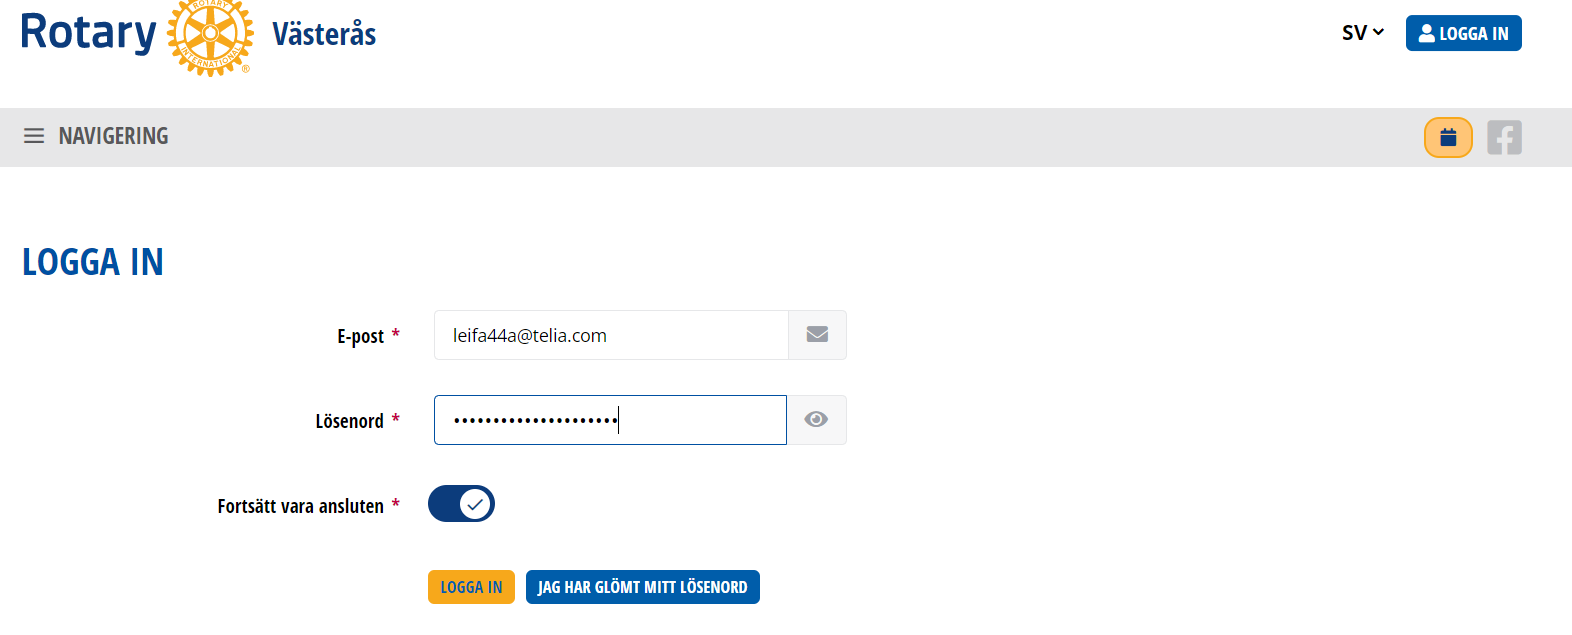 Rotary
ROTARY
INTERNATIONAL
®
Västerås
SV
LOGGA IN
NAVIGERING
LOGGA IN
E-post *
leifa44a@telia.com
Lösenord *
•••••••••••••••••••••
Fortsätt vara ansluten *
LOGGA IN
JAG HAR GLÖMT MITT LÖSENORD